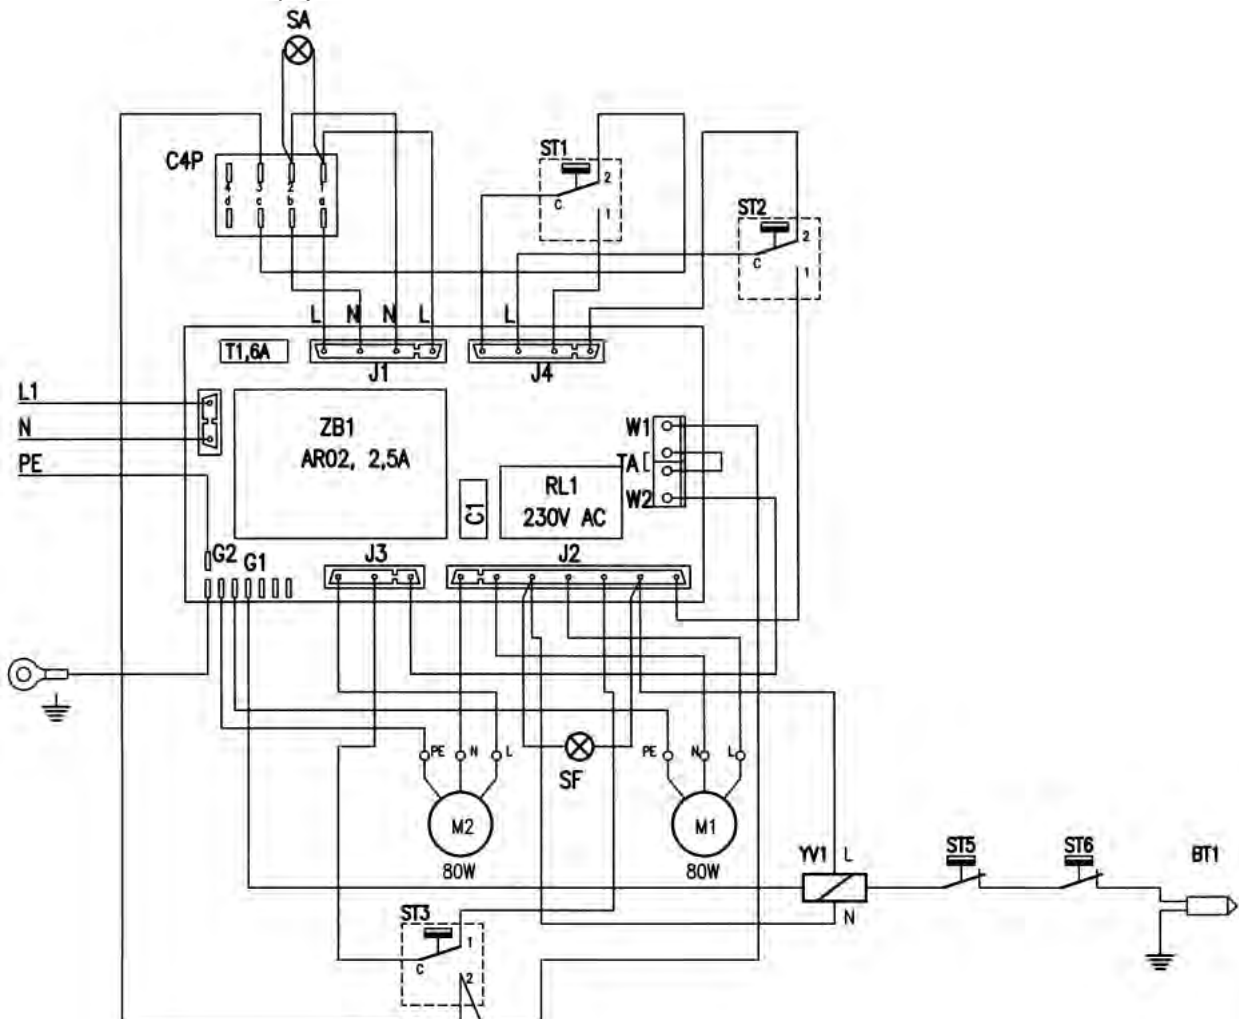 SA
C4P
4 3 2 1
d c b a
ST1
2
C
1
ST2
2
C
1
L N N L
L
T1,6A
J1
J4
L1
N
PE
ZB1
AR02, 2,5A
W1
TA
W2
C1
RL1
230V AC
G2
G1
J3
J2
PE N L
SF
PE N L
M2
M1
80W
80W
YV1
L
N
ST5
ST6
BT1
ST3
1
C
2